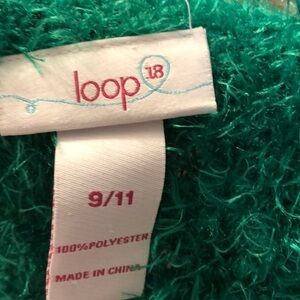 loop 18
9/11
100%POLYESTER
MADE IN CHINA